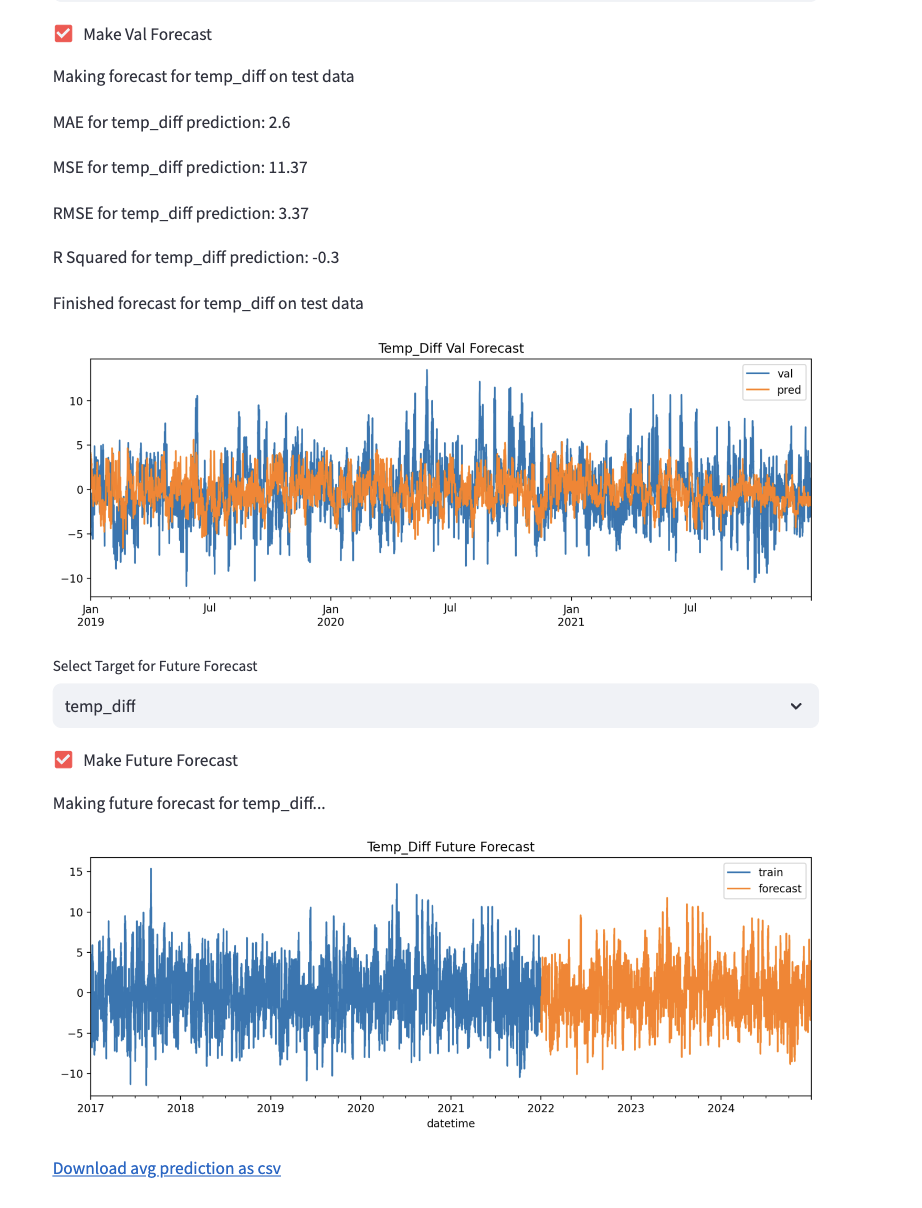 Make Val Forecast
Making forecast for temp_diff on test data
MAE for temp_diff prediction: 2.6
MSE for temp_diff prediction: 11.37
RMSE for temp_diff prediction: 3.37
R Squared for temp_diff prediction: -0.3
Finished forecast for temp_diff on test data
Temp_Diff Val Forecast
val
pred
10
5
0
−5
−10
Jan Jul Jan Jul Jan Jul
2019 2020 2021
Select Target for Future Forecast
temp_diff
Make Future Forecast
Making future forecast for temp_diff...
Temp_Diff Future Forecast
train
forecast
15
10
5
0
−5
−10
2017 2018 2019 2020 2021 2022 2023 2024
datetime
Download avg prediction as csv